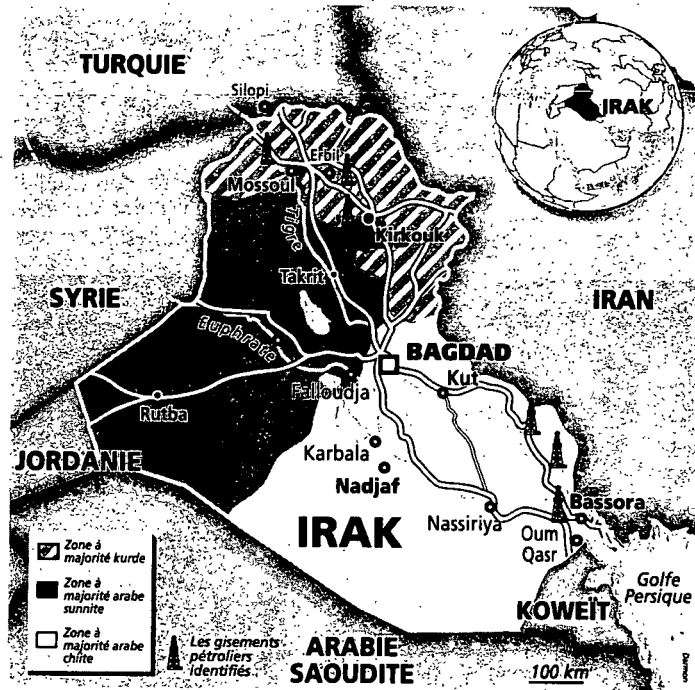 TURQUIE
Silopi
IRAK
Erbil
Mossoul
Tigre
Kirkouk
Takrit
SYRIE
IRAN
Euphrate
BAGDAD
Kut
Falloudja
Rutba
Karbala
JORDANIE
Nadjaf
Bassora
IRAK
Nassiriya
Oum
Qasr
Zone à
majorité kurde
Golfe
Persique
Zone à
majorité arabe
sunnite
KOWEÏT
Zone à
majorité arabe
chiite
Les gisements
pétroliers
identifiés
ARABIE
SAOUDITE
100 km